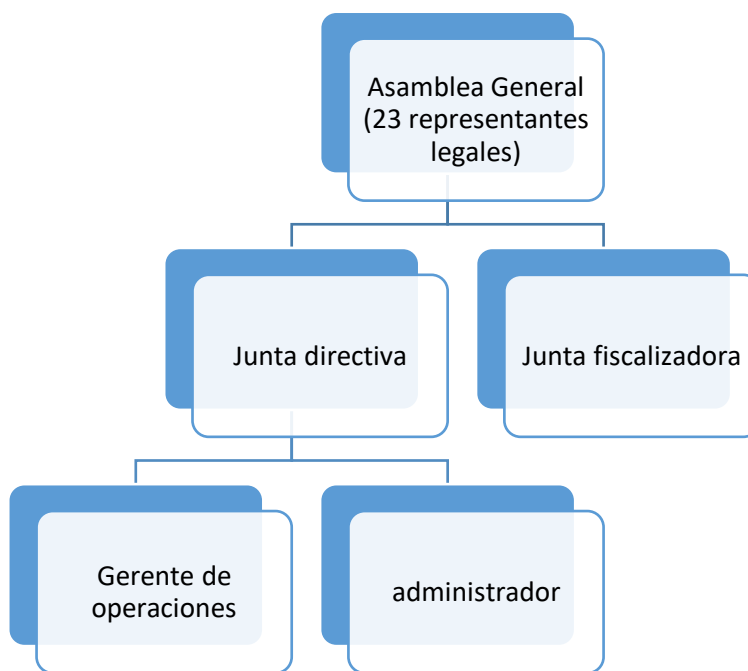 Asamblea General
(23 representantes
legales)
Junta directiva
Junta fiscalizadora
Gerente de
operaciones
administrador